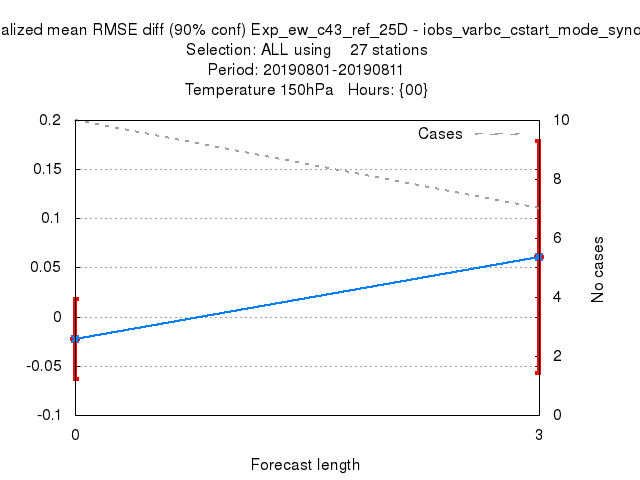 alized mean RMSE diff (90% conf) Exp_ew_c43_ref_25D - iobs_varbc_cstart_mode_syno
Selection: ALL using 27 stations
Period: 20190801-20190811
Temperature 150hPa Hours: {00}
Cases
0.2
0.15
0.1
0.05
0
-0.05
-0.1
10
8
6
4
2
0
No cases
0 3
Forecast length